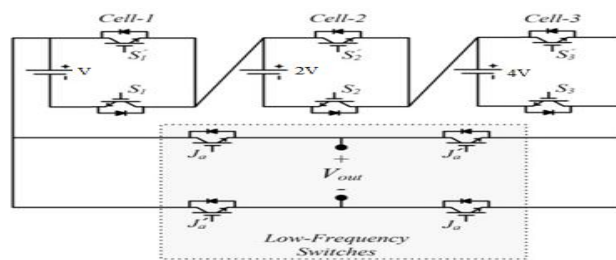 Cell-1 Cell-2 Cell-3
S₁′ S₂′ S₃′
V 2V 4V
S₁ S₂ S₃
Jₐ Jₐ′
+
Vout
-
Jₐ′ Jₐ
Low-Frequency
Switches